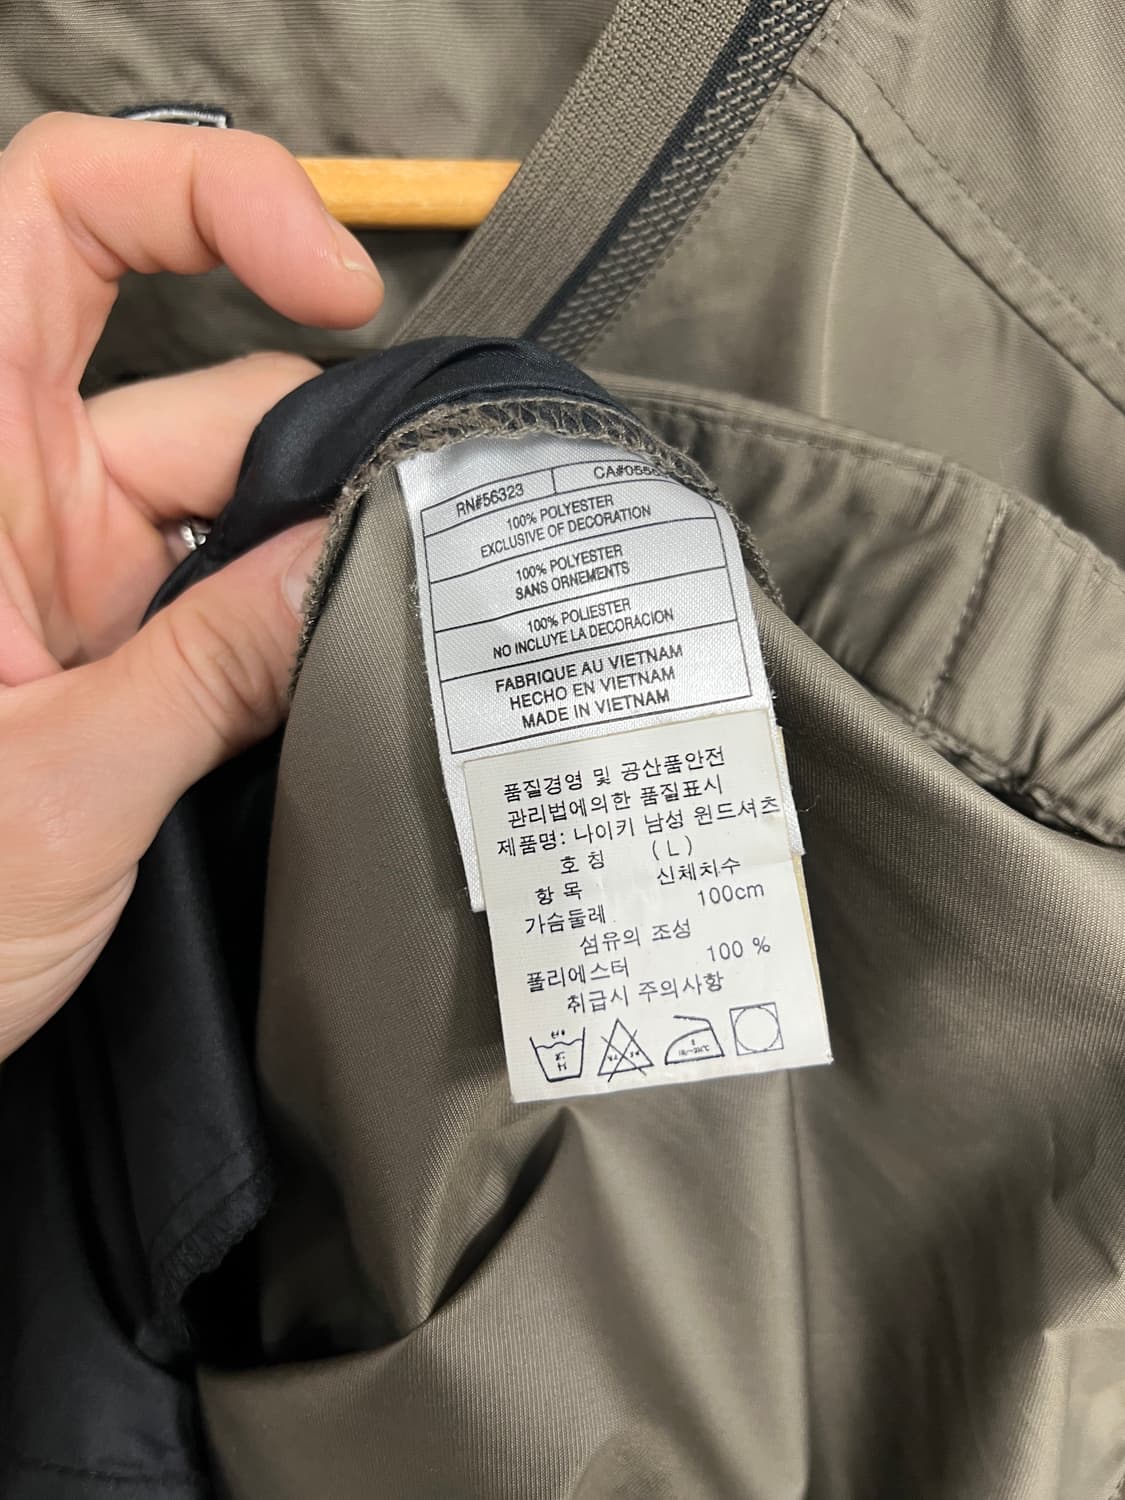 RN#56323
100% POLYESTER
EXCLUSIVE OF DECORATION
100% POLYESTER
SANS ORNEMENTS
100% POLIESTER
NO INCLUYE LA DECORACION
FABRIQUE AU VIETNAM
HECHO EN VIETNAM
MADE IN VIETNAM
품질경영 및 공산품안전
관리법에의한 품질표시
제품명: 나이키 남성 윈드셔츠
호 칭 (L)
항 목 신체치수
가슴둘레 100cm
섬유의 조성
폴리에스터 100 %
취급시 주의사항